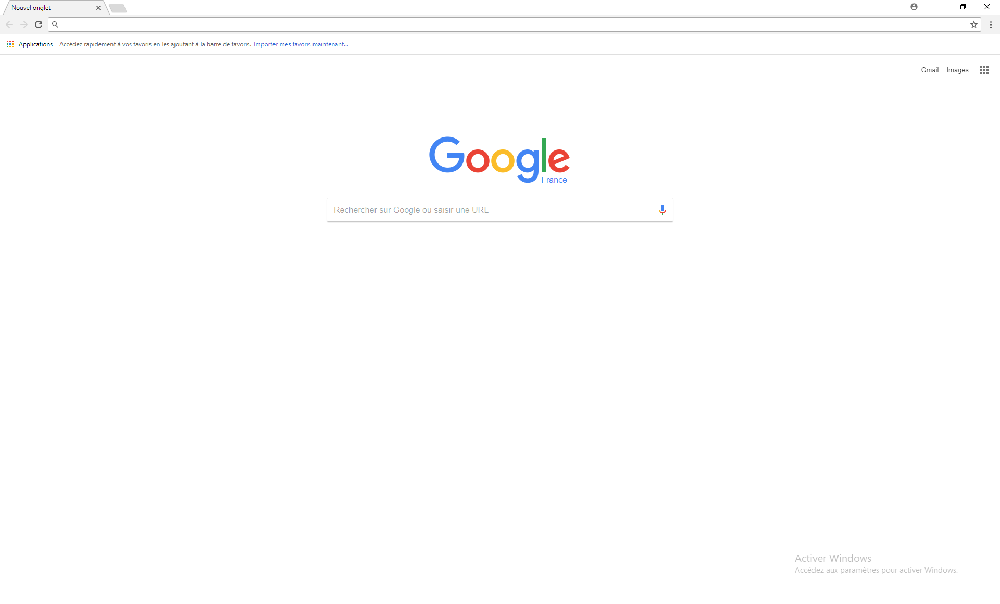 Nouvel onglet
Applications Accédez rapidement à vos favoris en les ajoutant à la barre de favoris. Importer mes favoris maintenant...
Gmail Images
Google
France
Rechercher sur Google ou saisir une URL
Activer Windows
Accédez aux paramètres pour activer Windows.